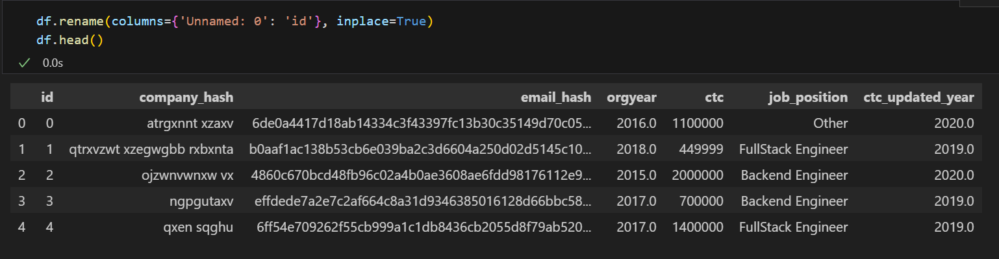 df.rename(columns={'Unnamed: 0': 'id'}, inplace=True)
df.head()
0.0s
id company_hash email_hash orgyear ctc job_position ctc_updated_year
0 0 atrgxnnt xzaxv 6de0a4417d18ab14334c3f43397fc13b30c35149d70c05... 2016.0 1100000 Other 2020.0
1 1 qtrxvzwt xzegwgbb rxbxnta b0aaf1ac138b53cb6e039ba2c3d6604a250d02d5145c10... 2018.0 449999 FullStack Engineer 2019.0
2 2 ojzwnvwnxw vx 4860c670bcd48fb96c02a4b0ae3608ae6fdd98176112e9... 2015.0 2000000 Backend Engineer 2020.0
3 3 ngpgutaxv effdede7a2e7c2af664c8a31d9346385016128d66bbc58... 2017.0 700000 Backend Engineer 2019.0
4 4 qxen sqghu 6ff54e709262f55cb999a1c1db8436cb2055d8f79ab520... 2017.0 1400000 FullStack Engineer 2019.0